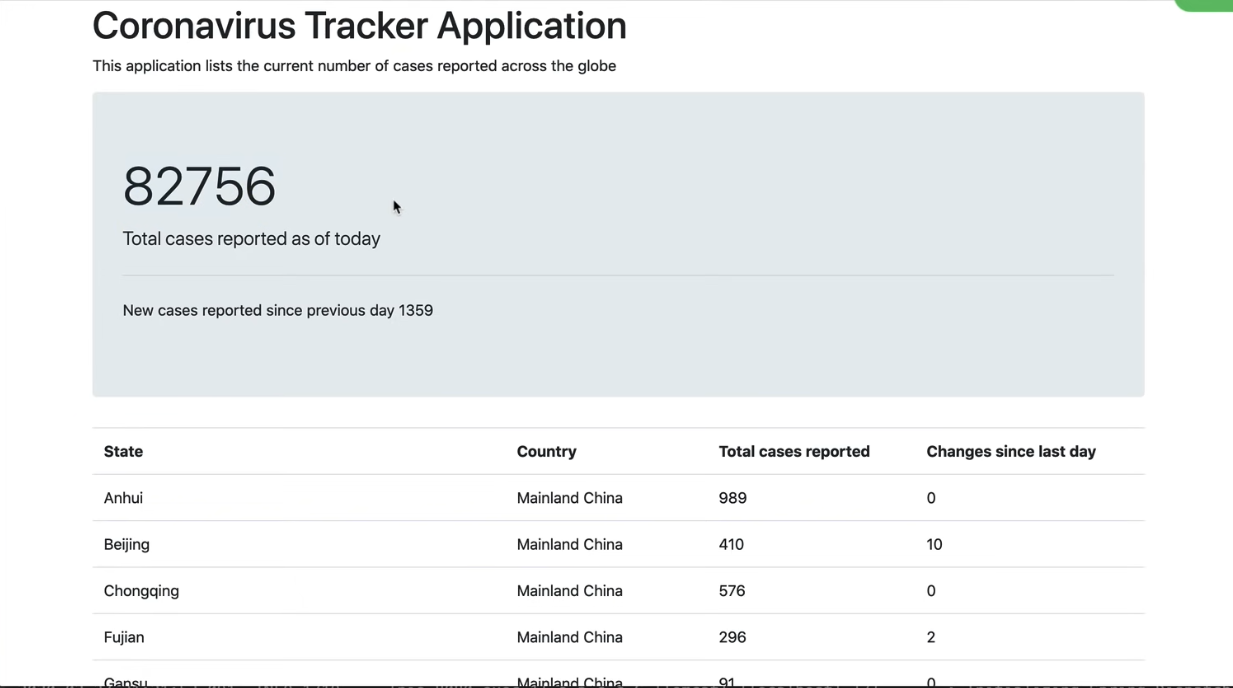 Coronavirus Tracker Application
This application lists the current number of cases reported across the globe
82756
Total cases reported as of today
New cases reported since previous day 1359
State Country Total cases reported Changes since last day
Anhui Mainland China 989 0
Beijing Mainland China 410 10
Chongqing Mainland China 576 0
Fujian Mainland China 296 2
Gansu Mainland China 91 0